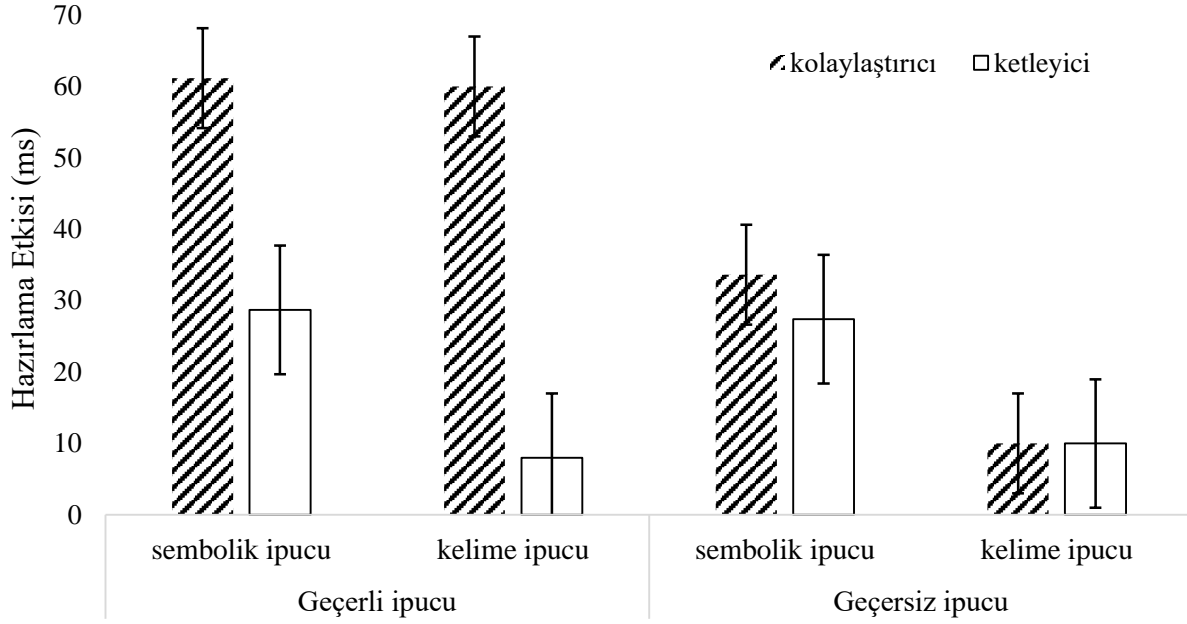 Hazırlama Etkisi (ms)
70
60
50
40
30
20
10
0
kolaylaştırıcı ketleyici
sembolik ipucu kelime ipucu sembolik ipucu kelime ipucu
Geçerli ipucu Geçersiz ipucu